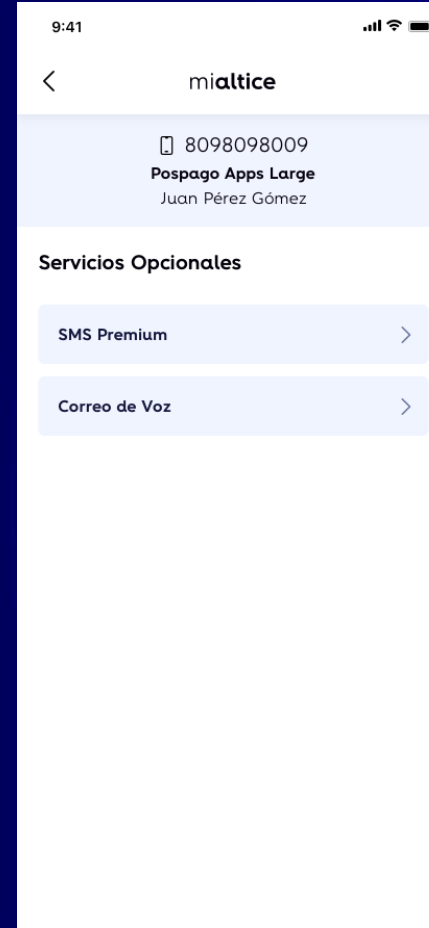 9:41
mialtice
8098098009
Pospago Apps Large
Juan Pérez Gómez
Servicios Opcionales
SMS Premium
Correo de Voz